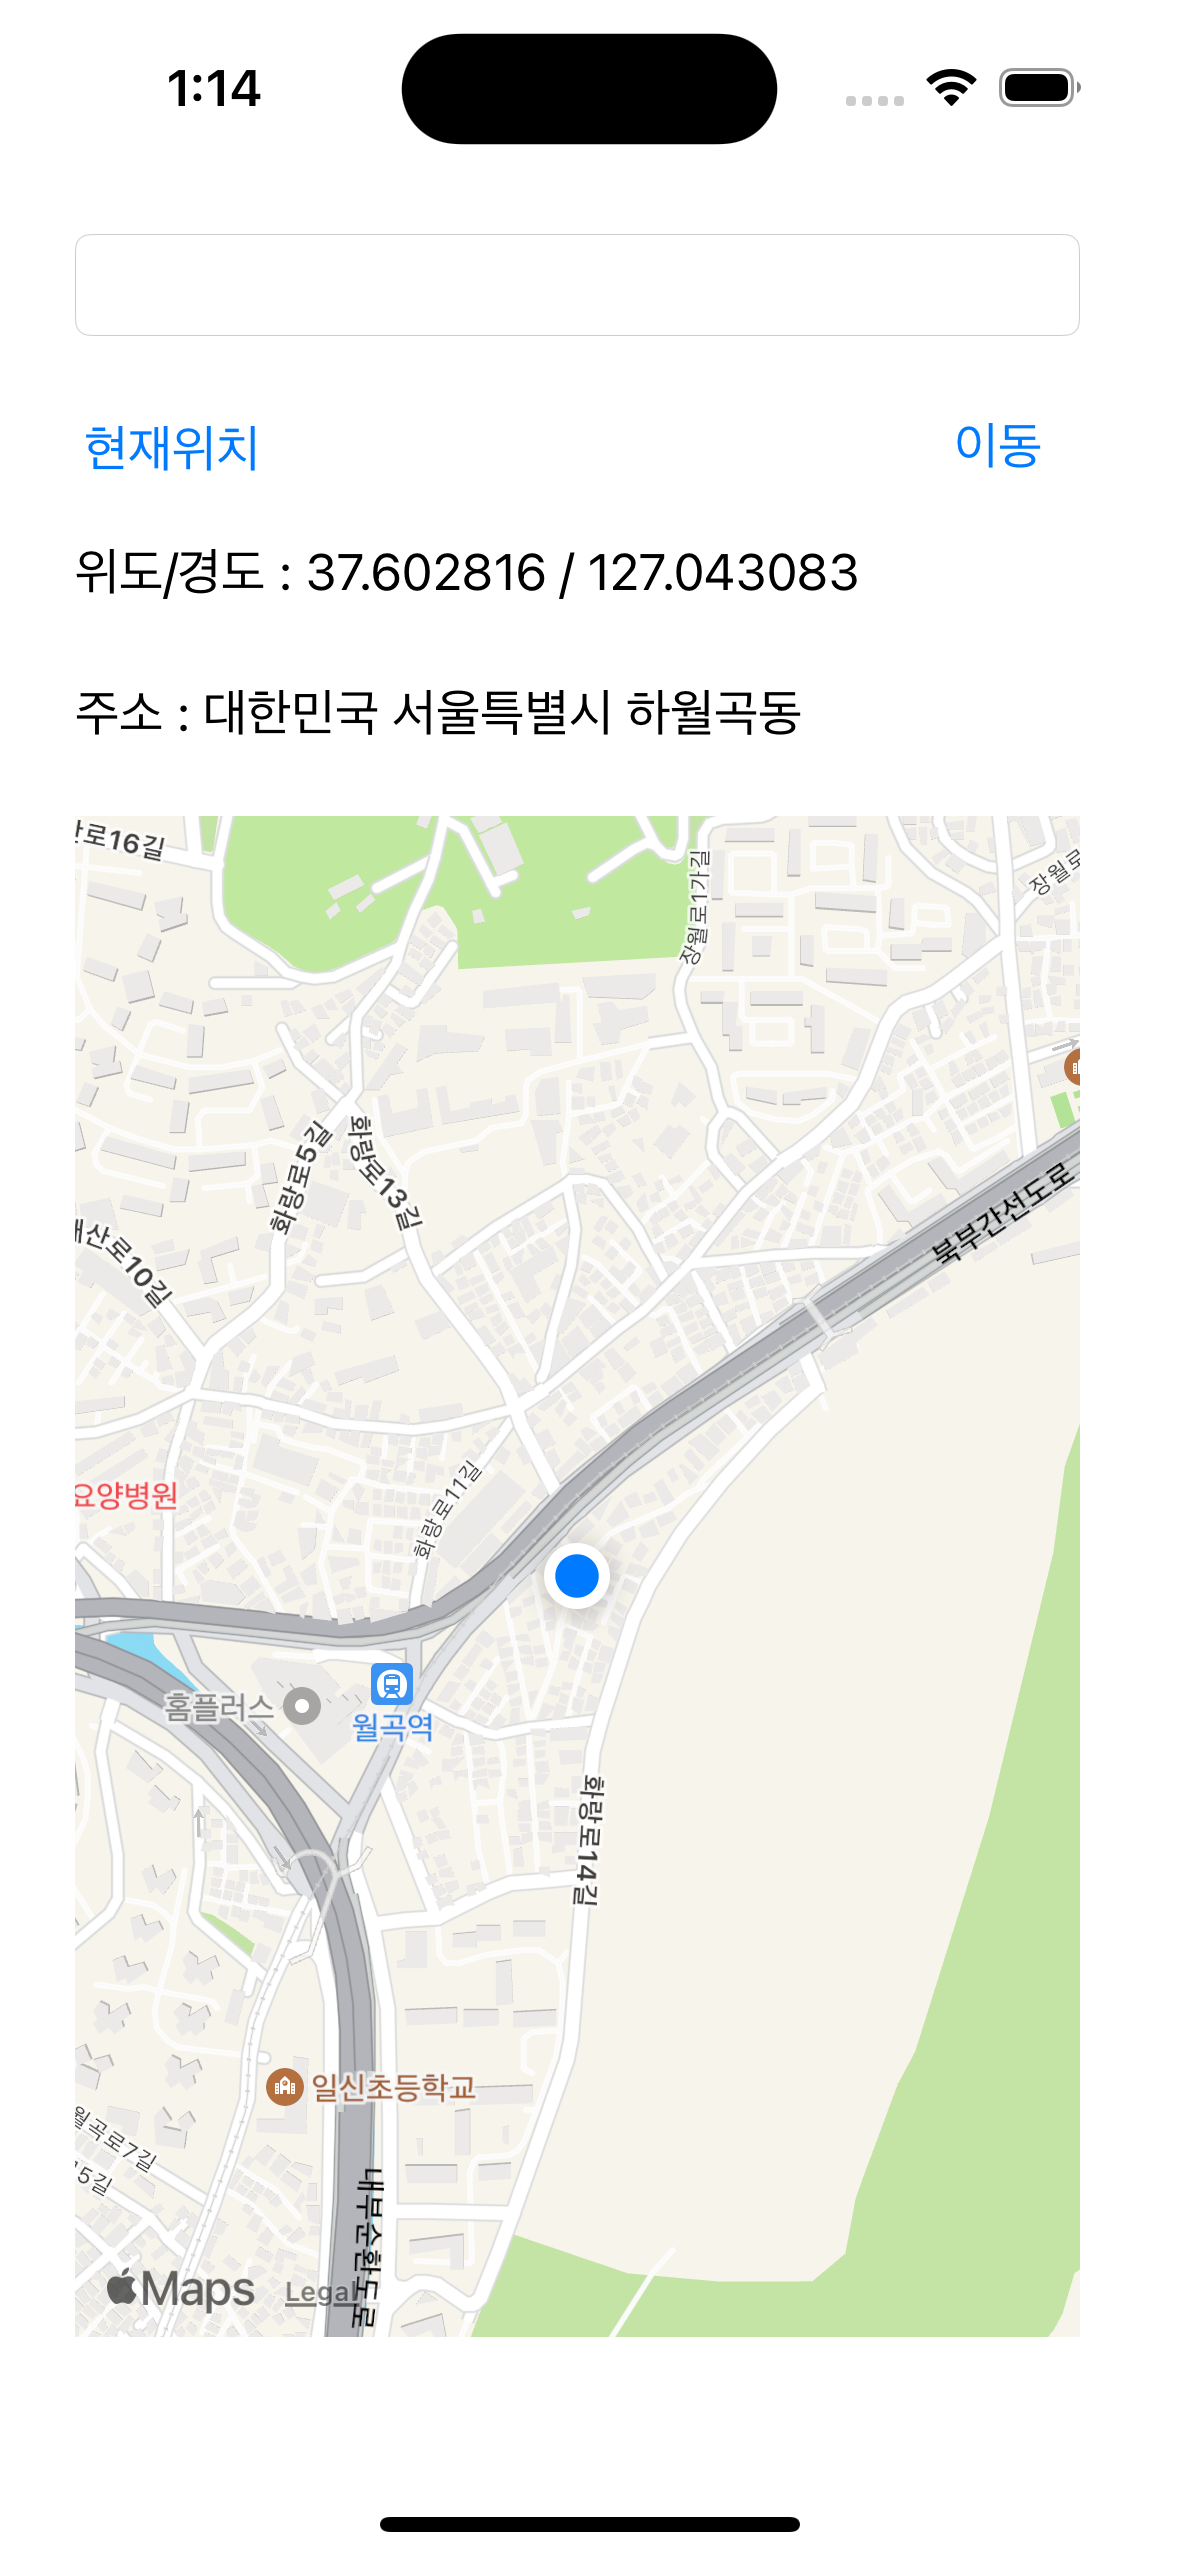 1:14
현재위치
이동
위도/경도 : 37.602816 / 127.043083
주소 : 대한민국 서울특별시 하월곡동
로16길
장월로1가길
장월로
화랑로5길
화랑로13길
북부간선도로
산로10길
화랑로11길
요양병원
홈플러스
월곡역
화랑로14길
일신초등학교
월곡로7길
5길
내부순환도로
Maps
Legal